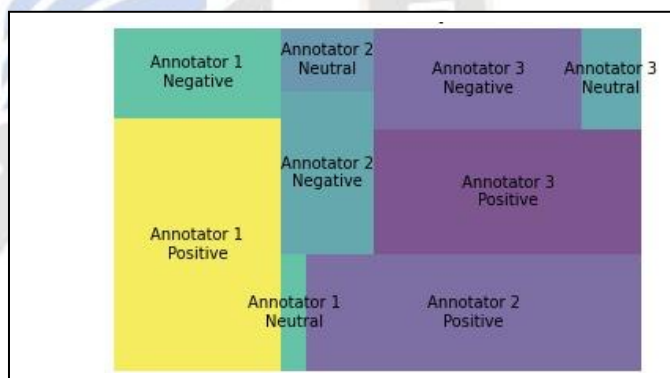 Annotator 1
Negative
Annotator 2
Neutral
Annotator 3
Negative
Annotator 3
Neutral
Annotator 2
Negative
Annotator 3
Positive
Annotator 1
Positive
Annotator 1
Neutral
Annotator 2
Positive